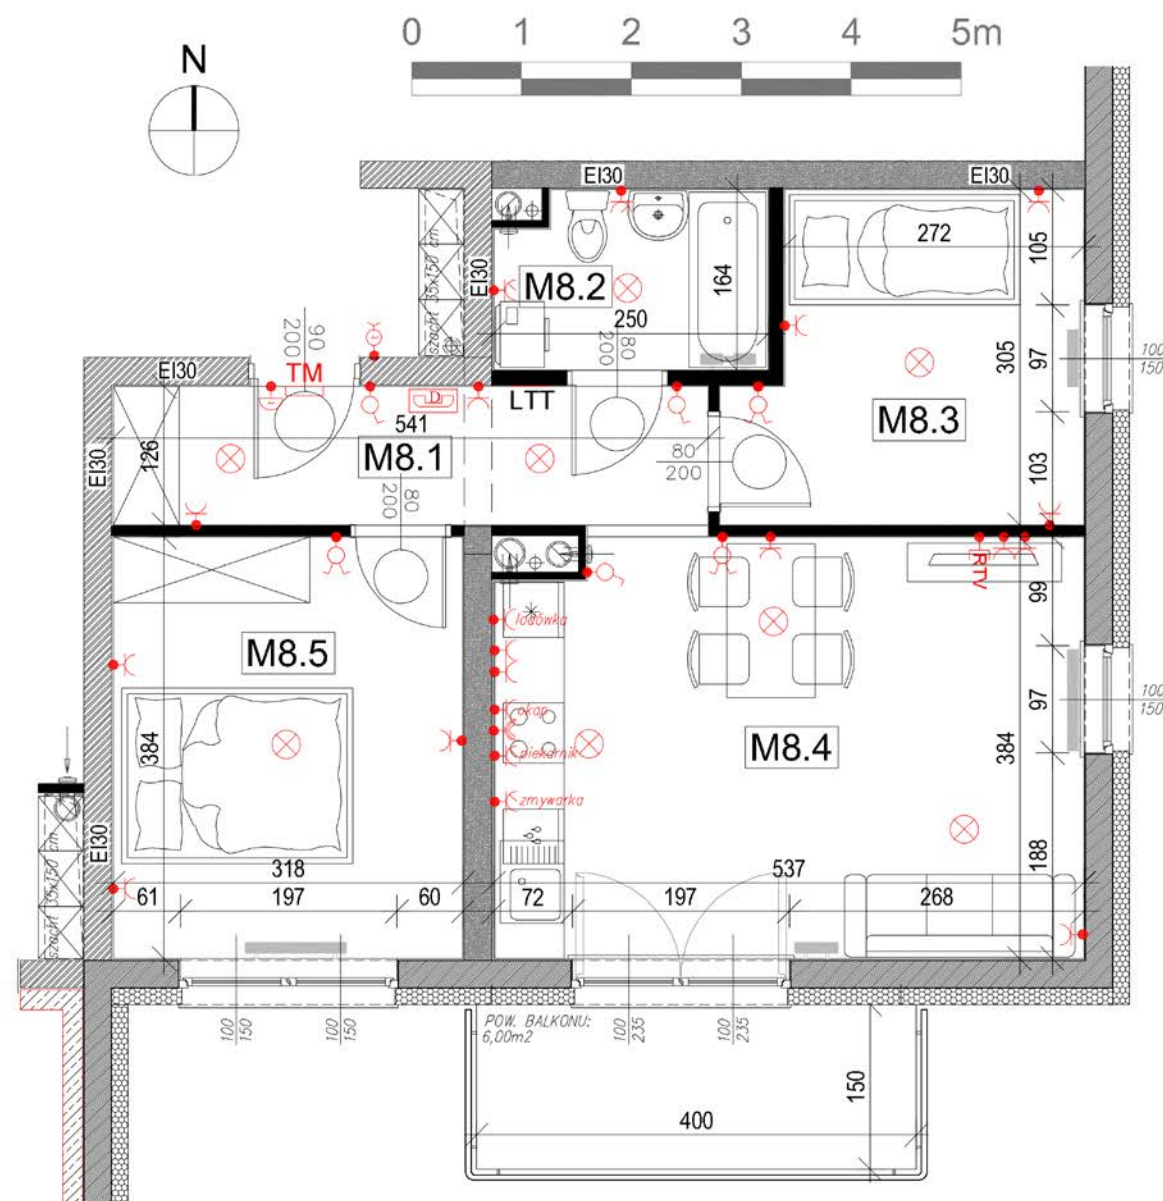 0 1 2 3 4 5m
N
EI30
EI30
szacht 35x150 cm
EI30
M8.2
164
250
272
105
305
97
100
150
90
200
TM
EI30
80
200
LTT
M8.3
541
D
M8.1
126
EI30
80
200
103
80
200
RTV
99
lodówka
M8.5
okap
M8.4
97
100
150
384
piekarnik
384
zmywarka
EI30
szacht 35x150 cm
188
318
537
61
197
60
72
197
268
100
150
100
150
POW. BALKONU:
6,00m2
100
235
100
235
150
400